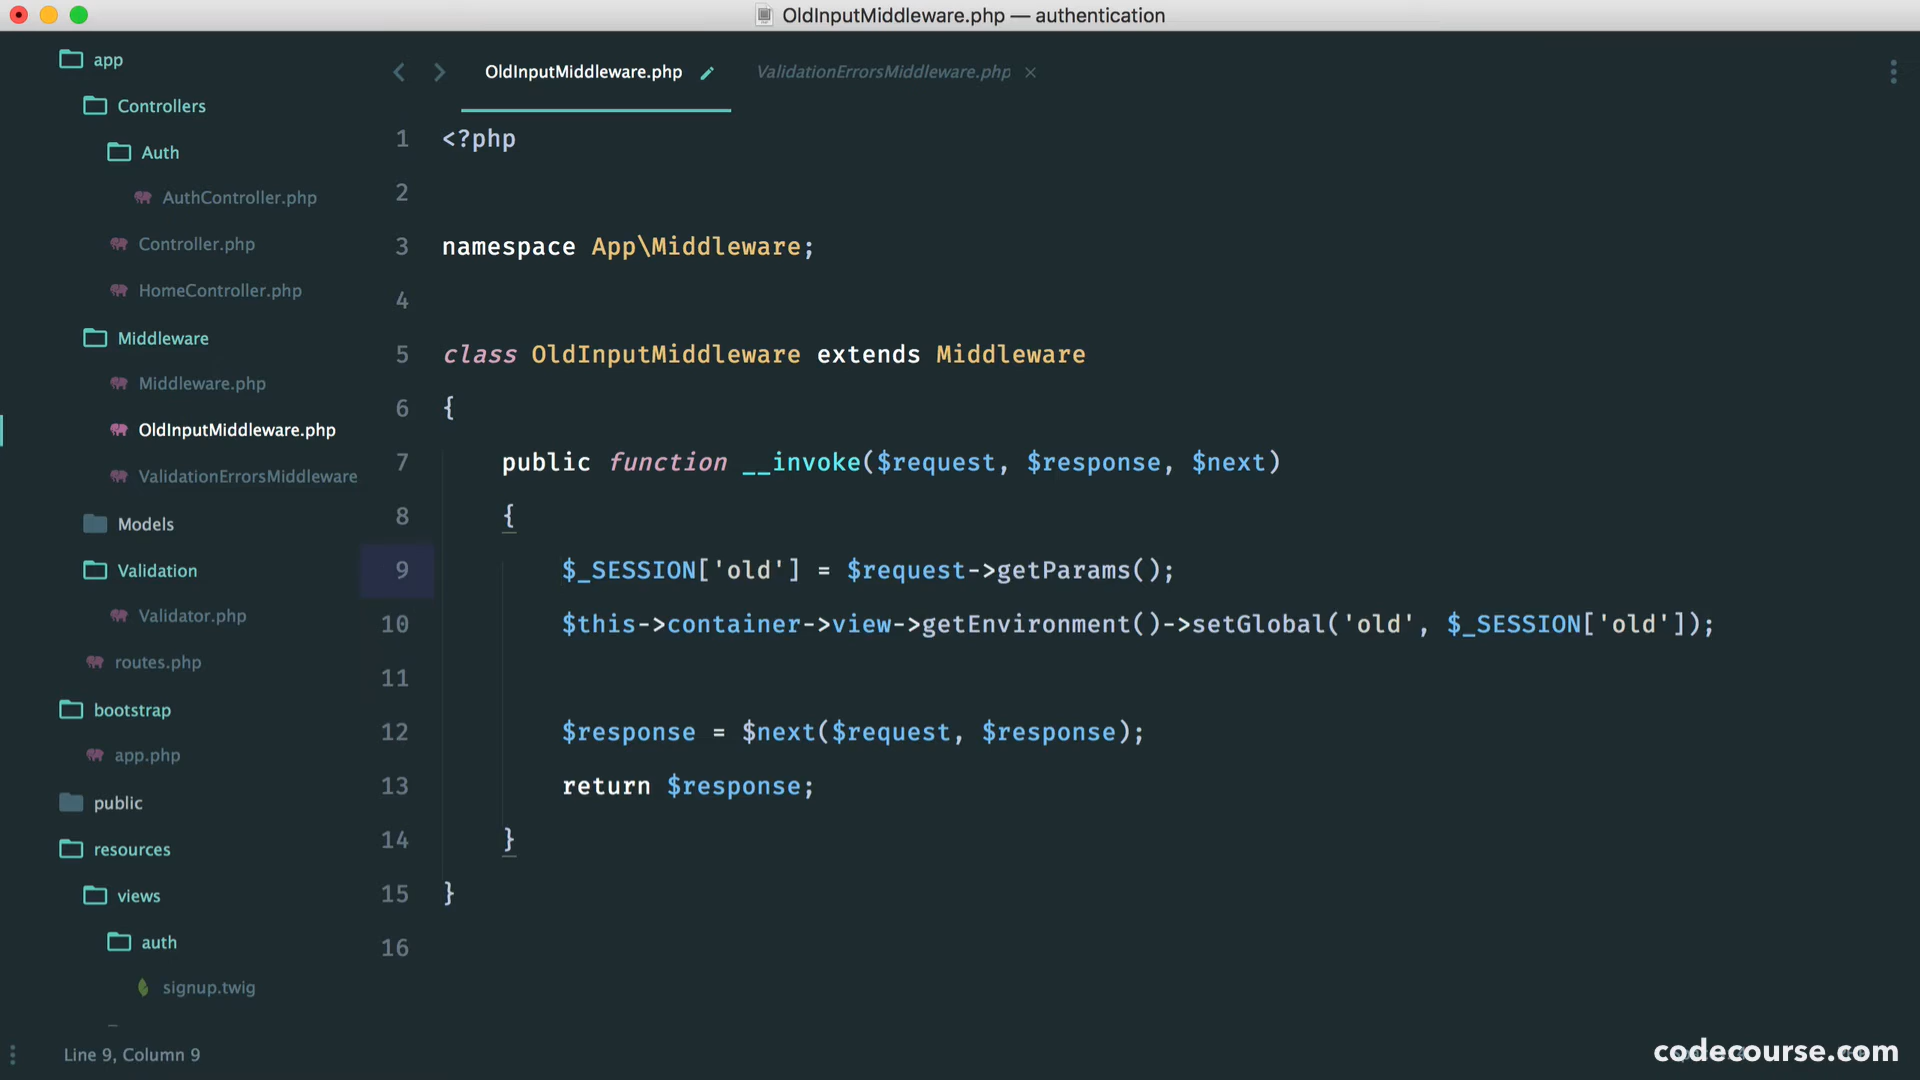 OldInputMiddleware.php — authentication
app
Controllers
Auth
AuthController.php
Controller.php
HomeController.php
Middleware
Middleware.php
OldInputMiddleware.php
ValidationErrorsMiddleware
Models
Validation
Validator.php
routes.php
bootstrap
app.php
public
resources
views
auth
signup.twig
OldInputMiddleware.php
ValidationErrorsMiddleware.php ×
1 <?php
2
3 namespace App\Middleware;
4
5 class OldInputMiddleware extends Middleware
6 {
7 public function __invoke($request, $response, $next)
8 {
9 $_SESSION['old'] = $request->getParams();
10 $this->container->view->getEnvironment()->setGlobal('old', $_SESSION['old']);
11
12 $response = $next($request, $response);
13 return $response;
14 }
15 }
16
Line 9, Column 9
codecourse.com